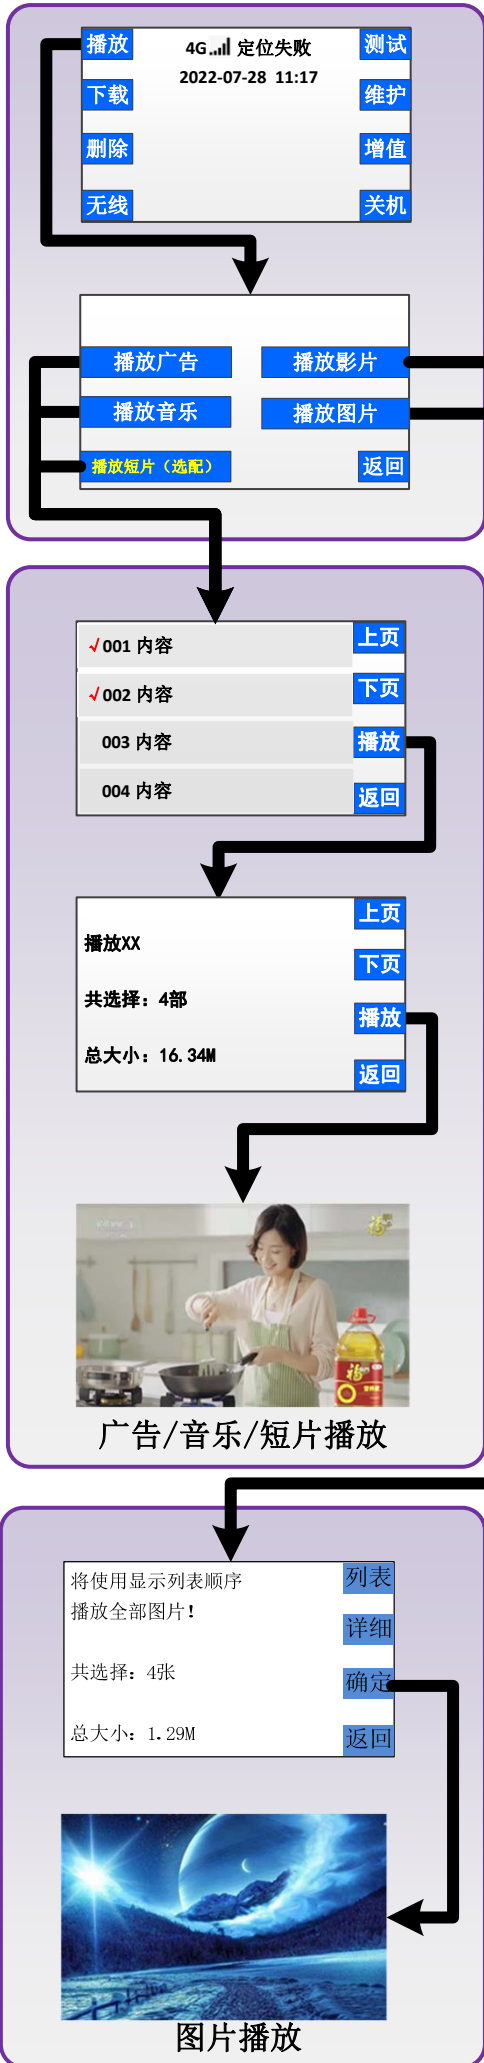 播放
4G 定位失败
测试
2022-07-28 11:17
下载
维护
删除
增值
无线
关机
播放广告
播放影片
播放音乐
播放图片
播放短片（选配）
返回
√001 内容
上页
√002 内容
下页
003 内容
播放
004 内容
返回
上页
播放XX
下页
共选择：4部
播放
总大小：16.34M
返回
福
福
广告/音乐/短片播放
将使用显示列表顺序
列表
播放全部图片!
详细
共选择：4张
确定
总大小：1.29M
返回
图片播放